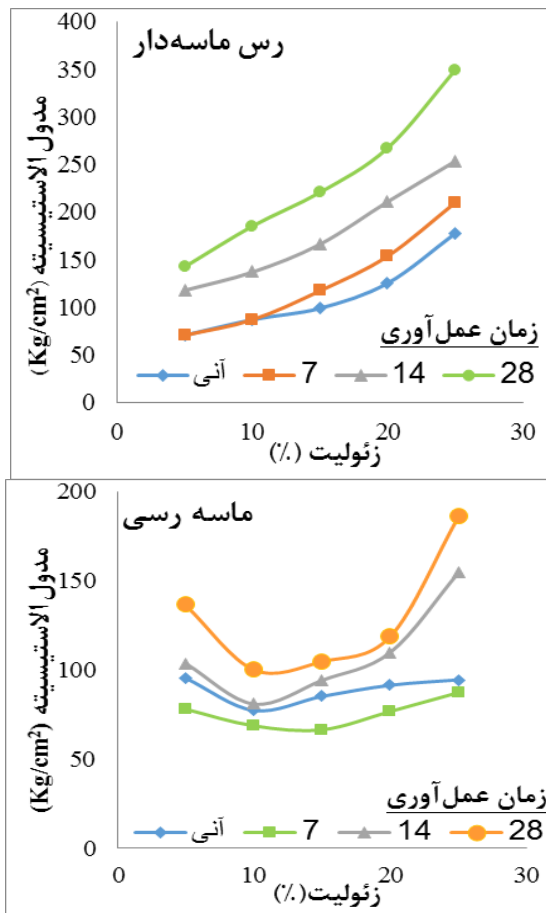 رس ماسه‌دار
مدول الاستیسیته (Kg/cm²)
400
350
300
250
200
150
100
50
0
زمان عمل‌آوری
آنی 7 14 28
0 10 20 30
زئولیت (٪)
ماسه رسی
مدول الاستیسیته (Kg/cm²)
200
150
100
50
0
زمان عمل‌آوری
آنی 7 14 28
0 10 20 30
زئولیت(٪)